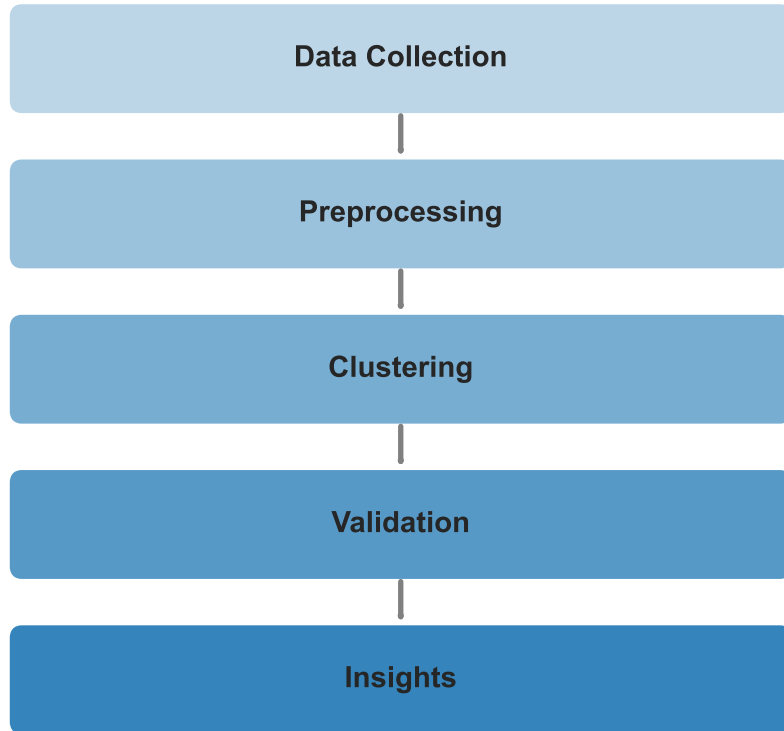 Data Collection
Preprocessing
Clustering
Validation
Insights